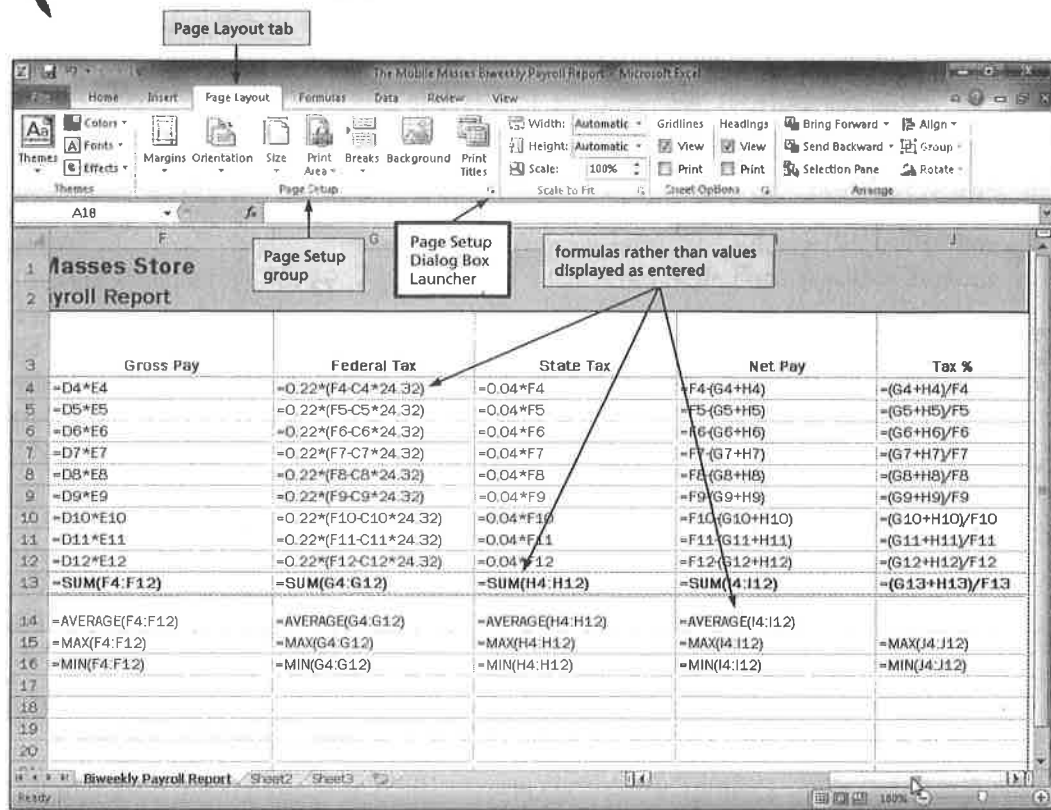 Page Layout tab
The Mobile Masses Biweekly Payroll Report - Microsoft Excel
File Home Insert Page Layout Formulas Data Review View
Colors Width: Automatic Gridlines Headings Bring Forward Align
Aa A Fonts Height: Automatic View View Send Backward Group
Themes Effects Margins Orientation Size Print Area Breaks Background Print Titles Scale: 100% Print Print Selection Pane Rotate
Themes Page Setup Scale to Fit Sheet Options Arrange
A18 fx
F G J
Page Setup group
Page Setup Dialog Box Launcher
formulas rather than values displayed as entered
1 Masses Store
2 yroll Report
3 Gross Pay Federal Tax State Tax Net Pay Tax %
4 =D4*E4 =0.22*(F4-C4*24.32) =0.04*F4 =F4-(G4+H4) =(G4+H4)/F4
5 =D5*E5 =0.22*(F5-C5*24.32) =0.04*F5 =F5-(G5+H5) =(G5+H5)/F5
6 =D6*E6 =0.22*(F6-C6*24.32) =0.04*F6 =F6-(G6+H6) =(G6+H6)/F6
7 =D7*E7 =0.22*(F7-C7*24.32) =0.04*F7 =F7-(G7+H7) =(G7+H7)/F7
8 =D8*E8 =0.22*(F8-C8*24.32) =0.04*F8 =F8-(G8+H8) =(G8+H8)/F8
9 =D9*E9 =0.22*(F9-C9*24.32) =0.04*F9 =F9-(G9+H9) =(G9+H9)/F9
10 =D10*E10 =0.22*(F10-C10*24.32) =0.04*F10 =F10-(G10+H10) =(G10+H10)/F10
11 =D11*E11 =0.22*(F11-C11*24.32) =0.04*F11 =F11-(G11+H11) =(G11+H11)/F11
12 =D12*E12 =0.22*(F12-C12*24.32) =0.04*F12 =F12-(G12+H12) =(G12+H12)/F12
13 =SUM(F4:F12) =SUM(G4:G12) =SUM(H4:H12) =SUM(I4:I12) =(G13+H13)/F13
14 =AVERAGE(F4:F12) =AVERAGE(G4:G12) =AVERAGE(H4:H12) =AVERAGE(I4:I12)
15 =MAX(F4:F12) =MAX(G4:G12) =MAX(H4:H12) =MAX(I4:I12) =MAX(J4:J12)
16 =MIN(F4:F12) =MIN(G4:G12) =MIN(H4:H12) =MIN(I4:I12) =MIN(J4:J12)
17
18
19
20
Biweekly Payroll Report Sheet2 Sheet3
Ready 100%